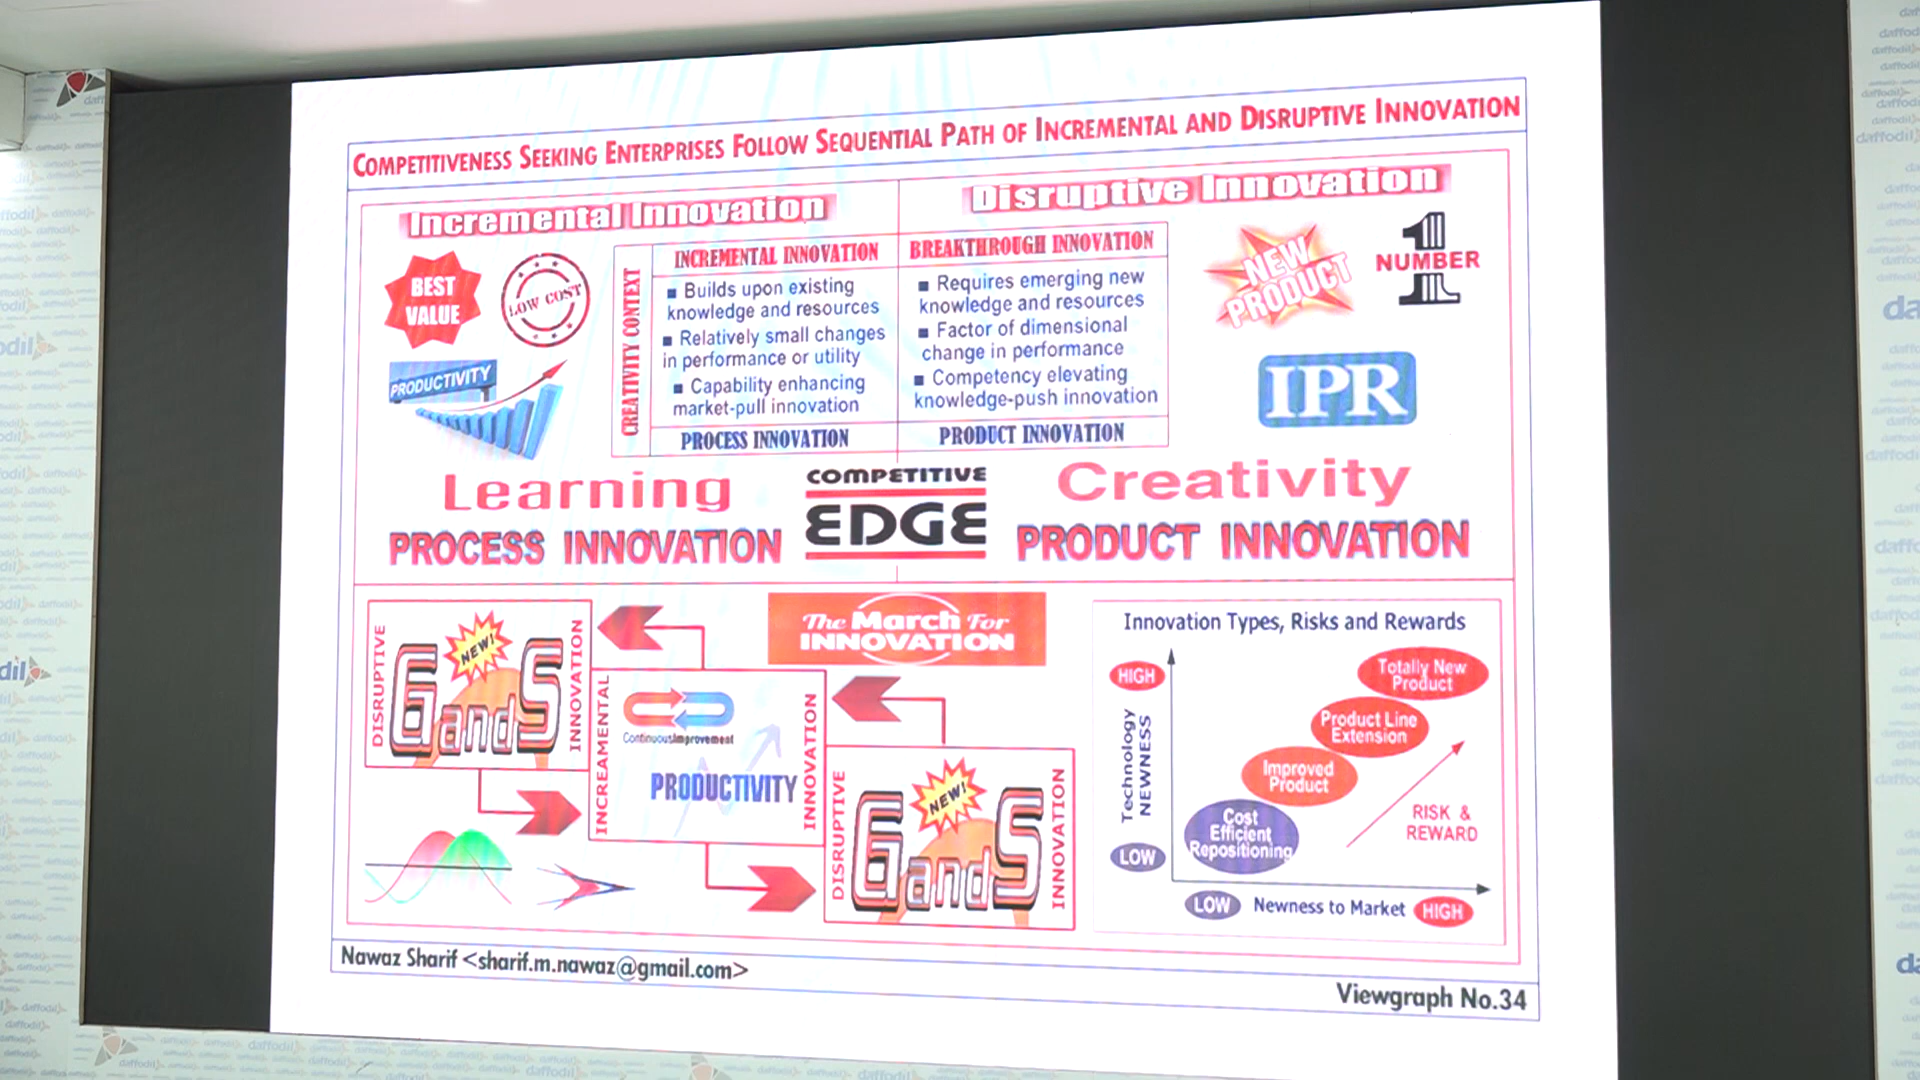 COMPETITIVENESS SEEKING ENTERPRISES FOLLOW SEQUENTIAL PATH OF INCREMENTAL AND DISRUPTIVE INNOVATION
Incremental Innovation
Disruptive Innovation
BEST
VALUE
LOW COST
PRODUCTIVITY
CREATIVITY CONTEXT
INCREMENTAL INNOVATION
■ Builds upon existing
knowledge and resources
■ Relatively small changes
in performance or utility
■ Capability enhancing
market-pull innovation
PROCESS INNOVATION
BREAKTHROUGH INNOVATION
■ Requires emerging new
knowledge and resources
■ Factor of dimensional
change in performance
■ Competency elevating
knowledge-push innovation
PRODUCT INNOVATION
NEW
PRODUCT
1
NUMBER
IPR
Learning
PROCESS INNOVATION
COMPETITIVE
EDGE
Creativity
PRODUCT INNOVATION
DISRUPTIVE
NEW!
GandS
INNOVATION
The March For
INNOVATION
INCREAMENTAL
ContinuousImprovement
PRODUCTIVITY
INNOVATION
DISRUPTIVE
NEW!
GandS
INNOVATION
Innovation Types, Risks and Rewards
HIGH
Technology
NEWNESS
LOW
Totally New
Product
Product Line
Extension
Improved
Product
Cost
Efficient
Repositioning
RISK &
REWARD
LOW
Newness to Market
HIGH
Nawaz Sharif <sharif.m.nawaz@gmail.com>
Viewgraph No.34
daffodil